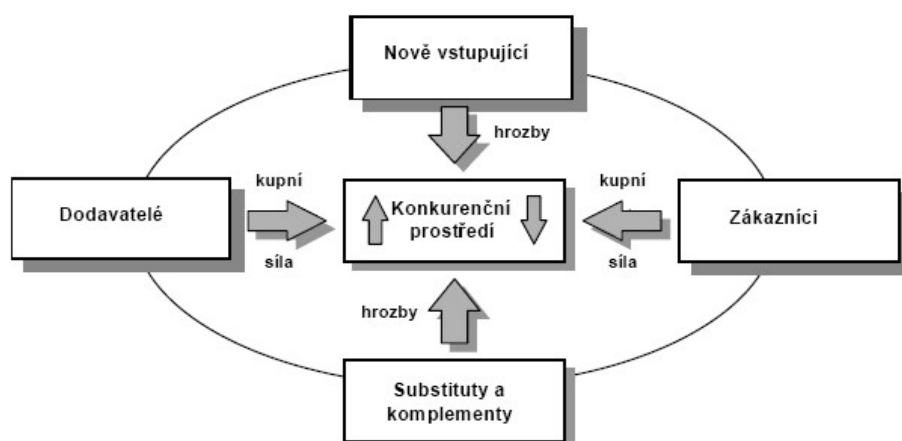 Nově vstupující
hrozby
kupní
kupní
Dodavatelé
Konkurenční
prostředí
Zákazníci
síla
síla
hrozby
Substituty a
komplementy